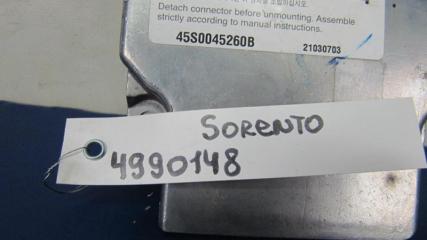 Detach connector before unmounting. Assemble
strictly according to manual instructions.
45S0045260B 21030703
SORENTO
4990148